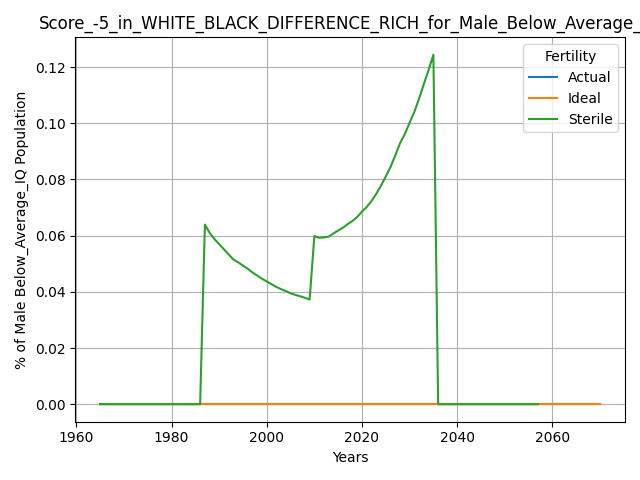 Score_-5_in_WHITE_BLACK_DIFFERENCE_RICH_for_Male_Below_Average_
Fertility
Actual
Ideal
Sterile
% of Male Below_Average_IQ Population
0.12
0.10
0.08
0.06
0.04
0.02
0.00
1960 1980 2000 2020 2040 2060
Years